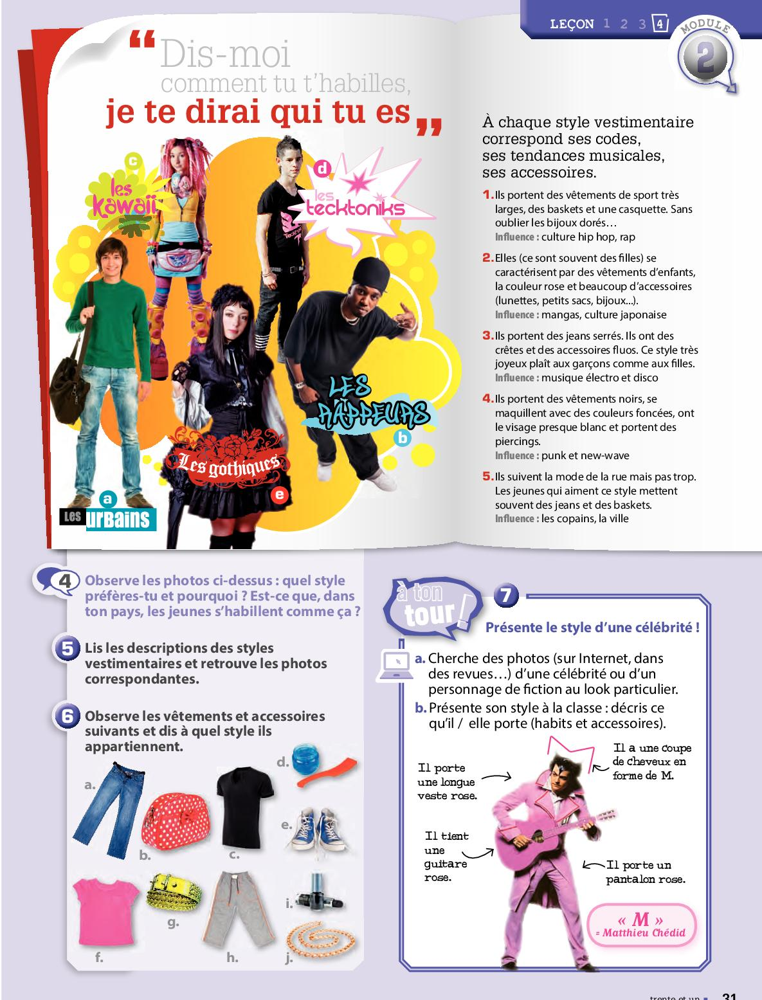 LEÇON 1 2 3 4
MODULE
2
“ Dis-moi
comment tu t’habilles,
je te dirai qui tu es ”
c
les
kawaii
d
les
tecktoniks
Tecktonik
LES
RAPPEURS
b
Les gothiques
e
a
LES urBains
À chaque style vestimentaire
correspond ses codes,
ses tendances musicales,
ses accessoires.
1. Ils portent des vêtements de sport très
larges, des baskets et une casquette. Sans
oublier les bijoux dorés…
Influence : culture hip hop, rap
2. Elles (ce sont souvent des filles) se
caractérisent par des vêtements d’enfants,
la couleur rose et beaucoup d’accessoires
(lunettes, petits sacs, bijoux...).
Influence : mangas, culture japonaise
3. Ils portent des jeans serrés. Ils ont des
crêtes et des accessoires fluos. Ce style très
joyeux plaît aux garçons comme aux filles.
Influence : musique électro et disco
4. Ils portent des vêtements noirs, se
maquillent avec des couleurs foncées, ont
le visage presque blanc et portent des
piercings.
Influence : punk et new-wave
5. Ils suivent la mode de la rue mais pas trop.
Les jeunes qui aiment ce style mettent
souvent des jeans et des baskets.
Influence : les copains, la ville
4 Observe les photos ci-dessus : quel style
préfères-tu et pourquoi ? Est-ce que, dans
ton pays, les jeunes s’habillent comme ça ?
5 Lis les descriptions des styles
vestimentaires et retrouve les photos
correspondantes.
6 Observe les vêtements et accessoires
suivants et dis à quel style ils
appartiennent.
a.
b.
c.
d.
e.
f.
g.
h.
i.
j.
à ton
tour !
7
Présente le style d’une célébrité !
a. Cherche des photos (sur Internet, dans
des revues…) d’une célébrité ou d’un
personnage de fiction au look particulier.
b. Présente son style à la classe : décris ce
qu’il / elle porte (habits et accessoires).
Il porte
une longue
veste rose.
Il a une coupe
de cheveux en
forme de M.
Il tient
une
guitare
rose.
Il porte un
pantalon rose.
« M »
= Matthieu Chédid
trente et un 31